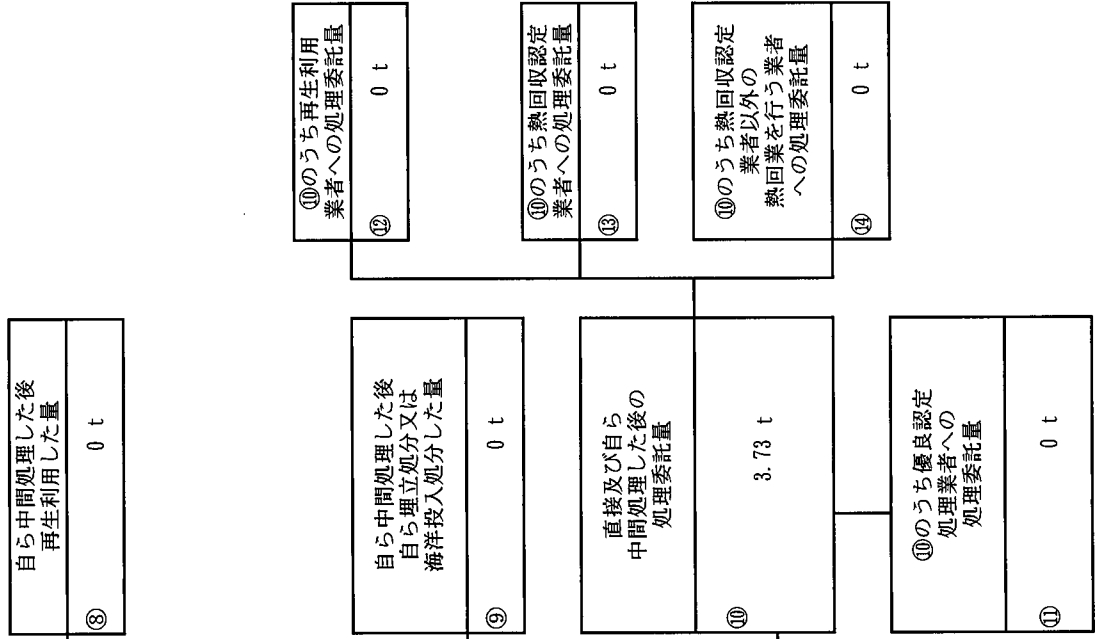 自ら中間処理した後
再生利用した量
⑧
0 t
自ら中間処理した後
自ら埋立処分又は
海洋投入処分した量
⑨
0 t
直接及び自ら
中間処理した後の
処理委託量
⑩
3.73 t
⑩のうち優良認定
処理業者への
処理委託量
⑪
0 t
⑩のうち再生利用
業者への処理委託量
⑫
0 t
⑩のうち熱回収認定
業者への処理委託量
⑬
0 t
⑩のうち熱回収認定
業者以外の
熱回業を行う業者
への処理委託量
⑭
0 t